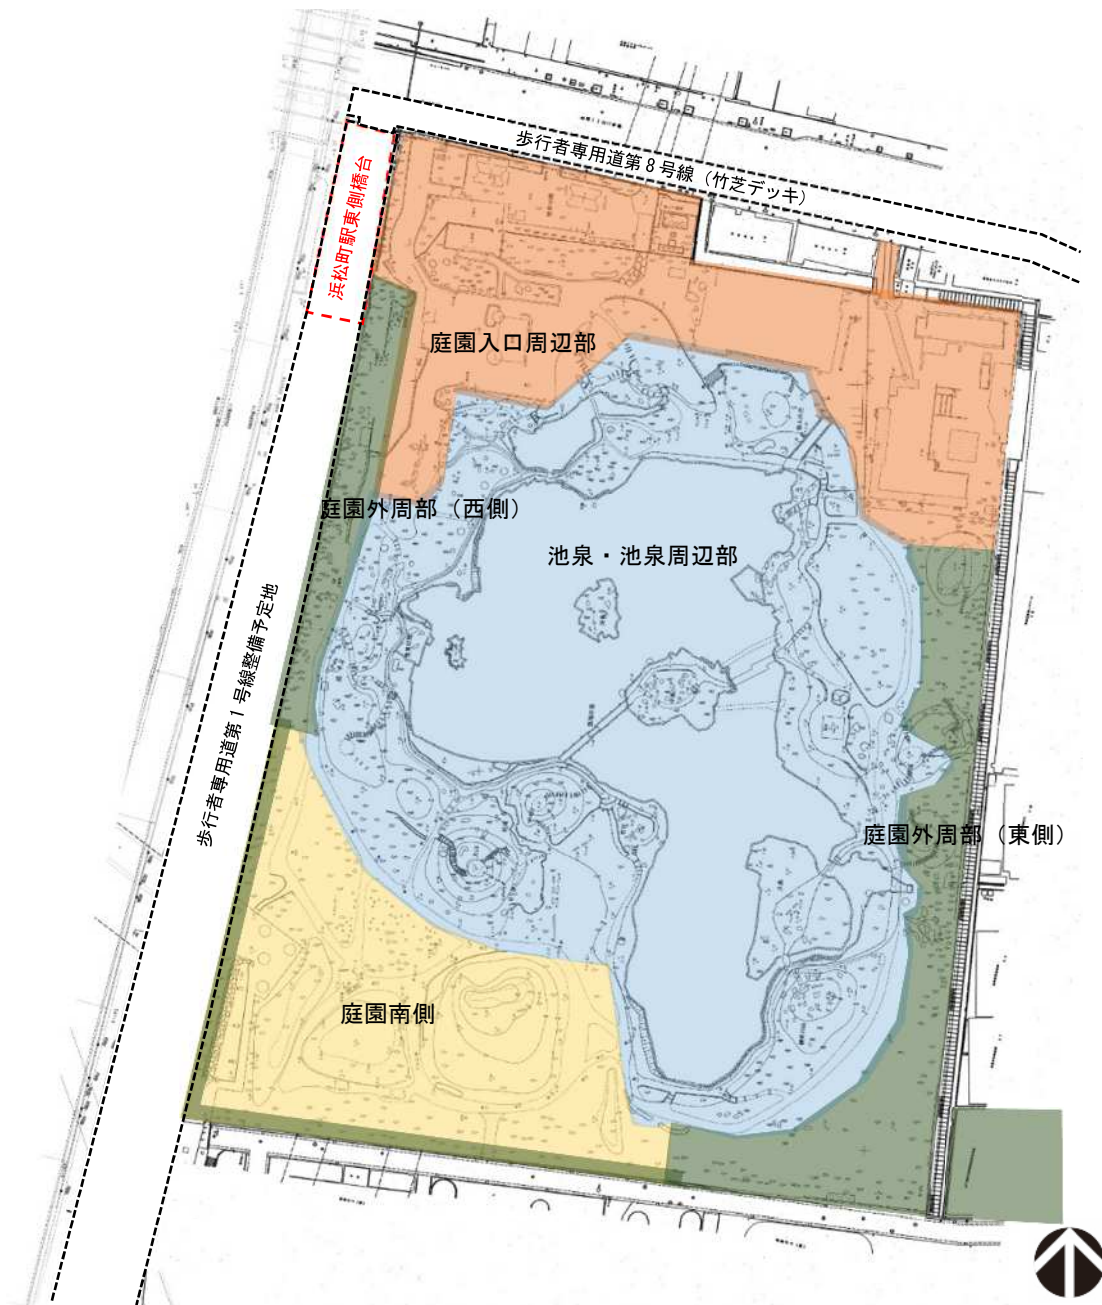 歩行者専用道第8号線（竹芝デッキ）
浜松町駅東側橋台
庭園入口周辺部
庭園外周部（西側）
池泉・池泉周辺部
歩行者専用道第1号線整備予定地
庭園外周部（東側）
庭園南側